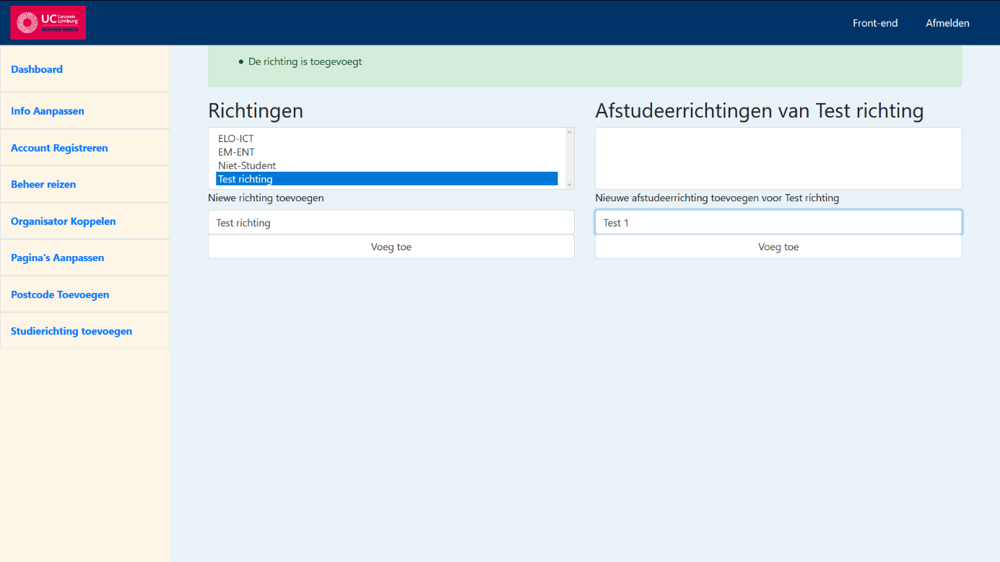 UC Leuven
Limburg
MOVING MINDS
Front-end
Afmelden
Dashboard
Info Aanpassen
Account Registreren
Beheer reizen
Organisator Koppelen
Pagina's Aanpassen
Postcode Toevoegen
Studierichting toevoegen
De richting is toegevoegt
Richtingen
ELO-ICT
EM-ENT
Niet-Student
Test richting
Niewe richting toevoegen
Test richting
Voeg toe
Afstudeerrichtingen van Test richting
Nieuwe afstudeerrichting toevoegen voor Test richting
Test 1
Voeg toe